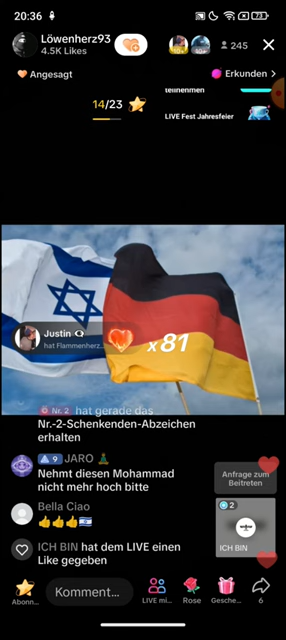 20:36
73
Löwenherz93
4.5K Likes
10+
10+
245
Angesagt
Erkunden
14/23
teilnehmen
LIVE Fest Jahresfeier
Justin
hat Flammenherz...
x81
Nr. 2 hat gerade das
Nr.-2-Schenkenden-Abzeichen
erhalten
9 JARO
Nehmt diesen Mohammad
nicht mehr hoch bitte
Anfrage zum
Beitreten
Bella Ciao
2
ICH BIN
ICH BIN hat dem LIVE einen
Like gegeben
Komment...
Abonn...
LIVE mi...
Rose
Gesche...
6